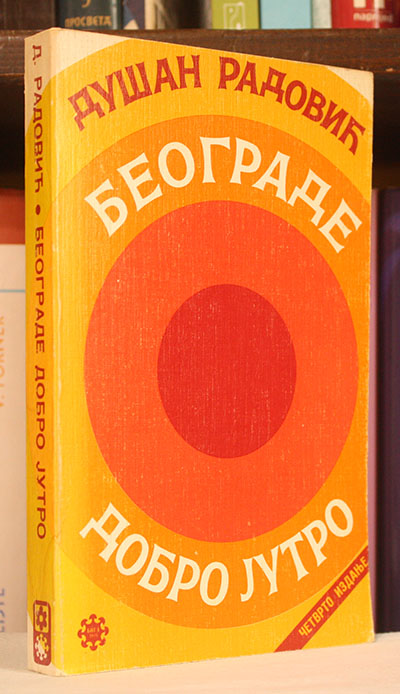 ПРОСВЕТА
ДУШАН РАДОВИЋ
БЕОГРАДЕ
ДОБРО ЈУТРО
ЧЕТВРТО ИЗДАЊЕ
Д. РАДОВИЋ • БЕОГРАДЕ ДОБРО ЈУТРО